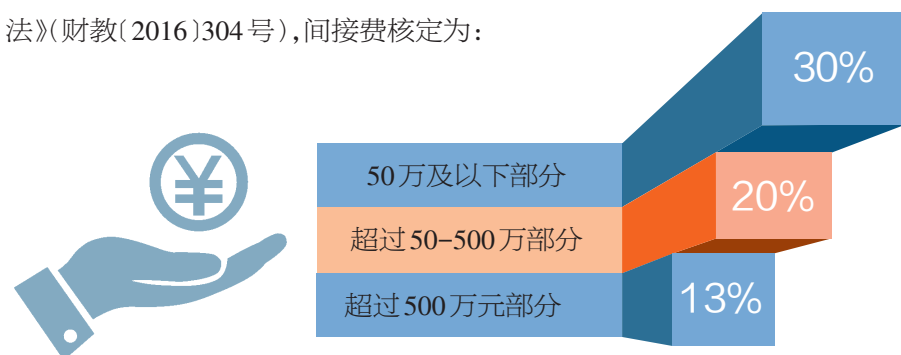 法》(财教〔2016〕304号),间接费核定为:
30%
50万及以下部分
20%
超过50-500万部分
13%
超过500万元部分
¥